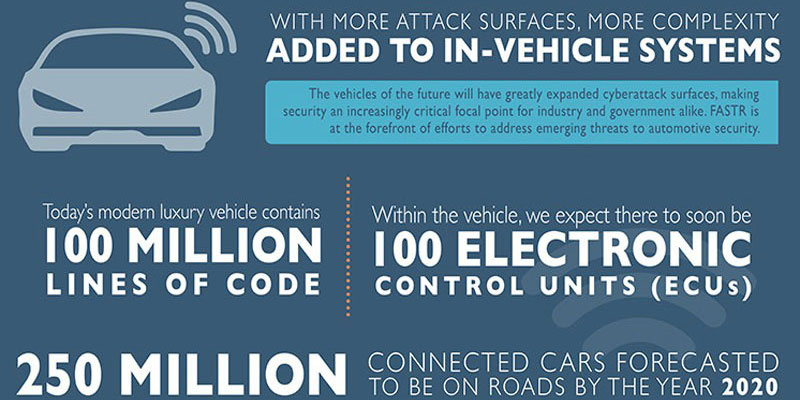 WITH MORE ATTACK SURFACES, MORE COMPLEXITY
ADDED TO IN-VEHICLE SYSTEMS
The vehicles of the future will have greatly expanded cyberattack surfaces, making
security an increasingly critical focal point for industry and government alike. FASTR is
at the forefront of efforts to address emerging threats to automotive security.
Today's modern luxury vehicle contains
100 MILLION
LINES OF CODE
Within the vehicle, we expect there to soon be
100 ELECTRONIC
CONTROL UNITS (ECUs)
250 MILLION
CONNECTED CARS FORECASTED
TO BE ON ROADS BY THE YEAR 2020